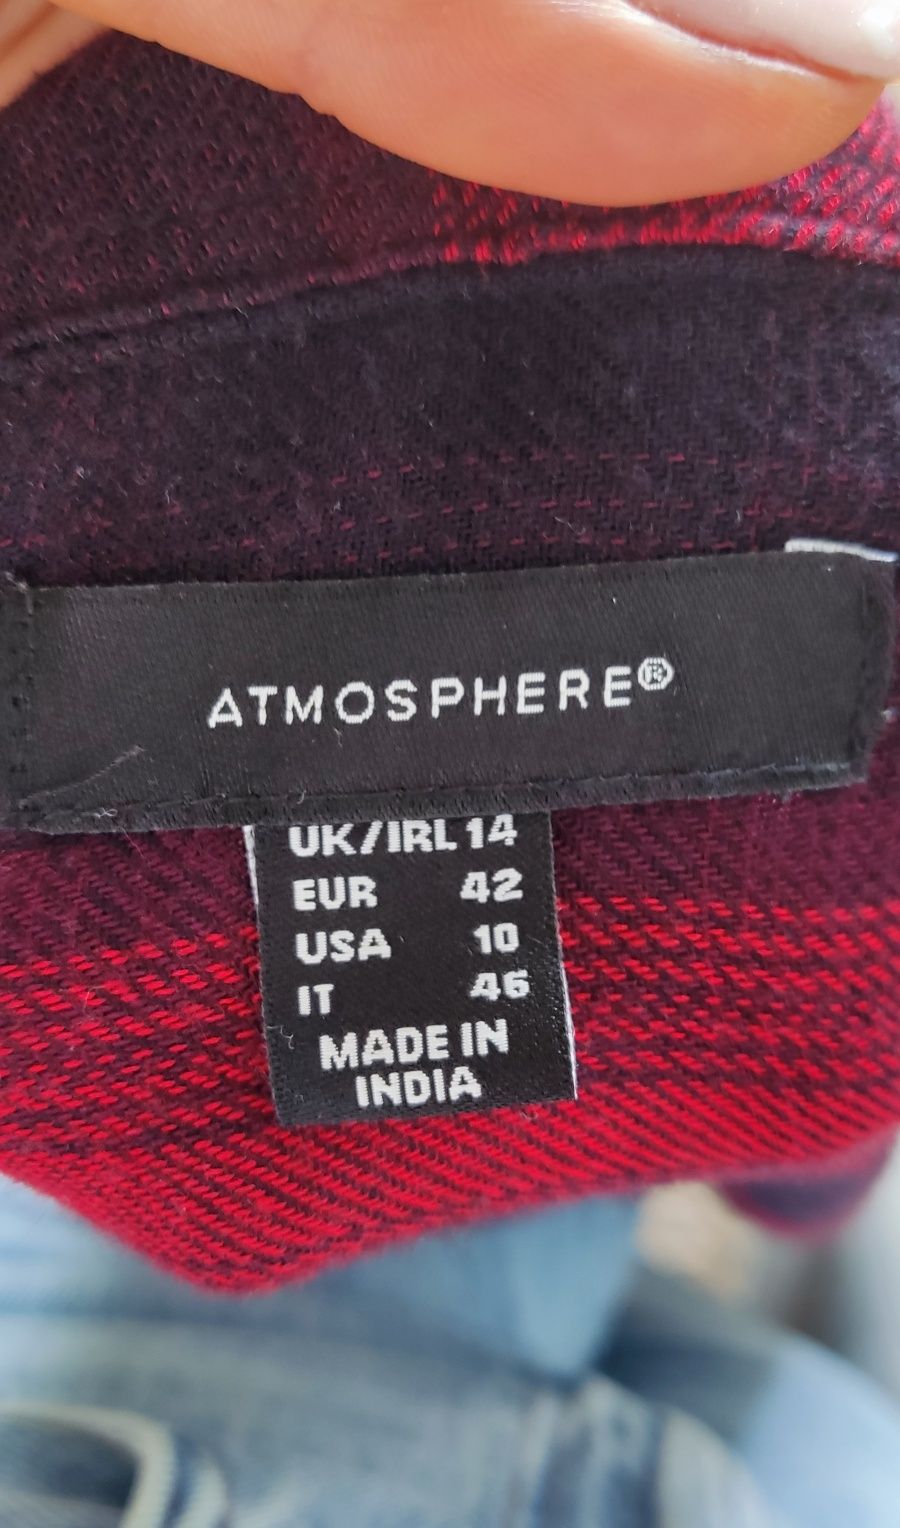 ATMOSPHERE®
UK/IRL 14
EUR 42
USA 10
IT 46
MADE IN
INDIA